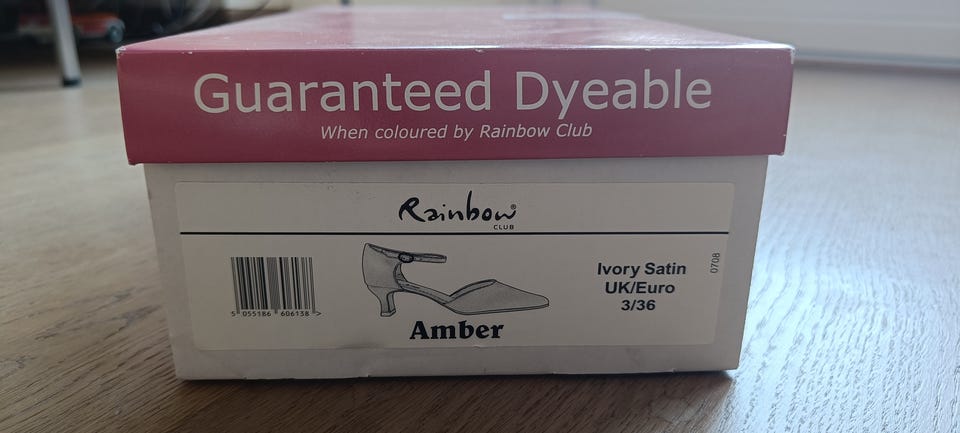 Guaranteed Dyeable
When coloured by Rainbow Club
Rainbow®
CLUB
Ivory Satin
UK/Euro
3/36
0708
5 055186 606138 >
Amber